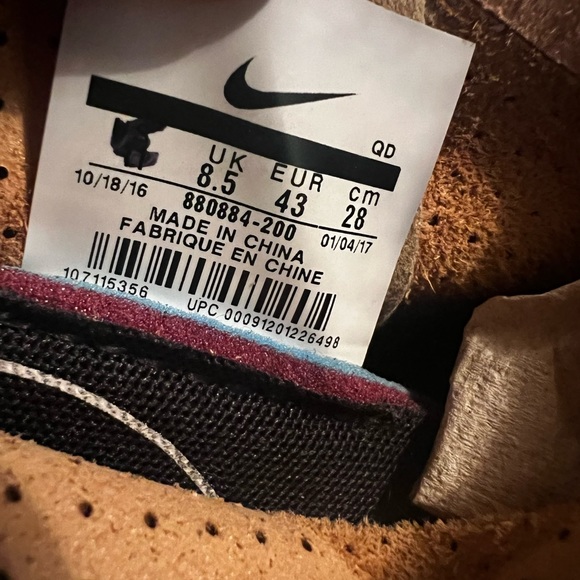 QD
UK EUR cm
8.5 43 28
10/18/16 880884-200 01/04/17
MADE IN CHINA
FABRIQUE EN CHINE
107115356
UPC 00091201226498